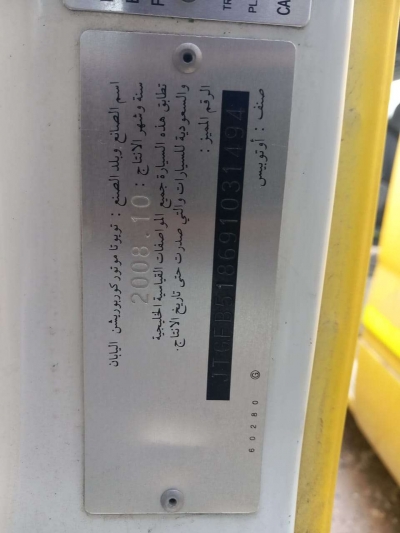 اسم الصانع وبلد الصنع : تويوتا موتور كوربوريشن اليابان
سنة وشهر الانتاج : 2008.10
تطابق هذه السيارة جميع المواصفات القياسية الخليجية
والسعودية للسيارات والتي صدرت حتى تاريخ الانتاج.
الرقم المميز : JTGFB518691031494
صنف : أوتوبيس
60280 G